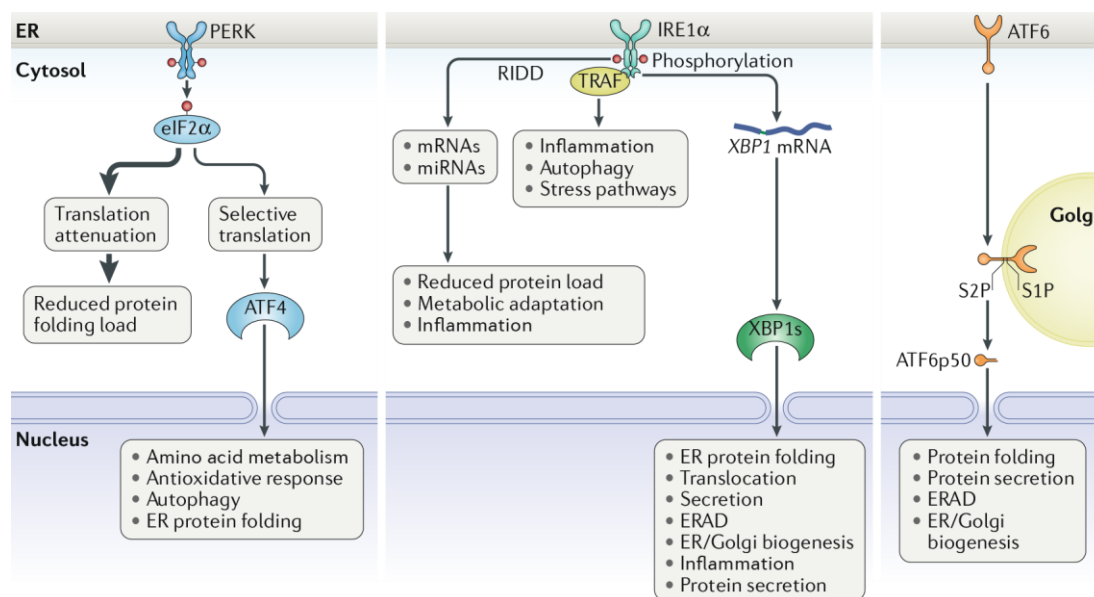 ER
PERK
Cytosol
eIF2α
Translation
attenuation
Selective
translation
Reduced protein
folding load
ATF4
Nucleus
• Amino acid metabolism
• Antioxidative response
• Autophagy
• ER protein folding
IRE1α
RIDD
Phosphorylation
TRAF
• mRNAs
• miRNAs
• Inflammation
• Autophagy
• Stress pathways
XBP1 mRNA
• Reduced protein load
• Metabolic adaptation
• Inflammation
XBP1s
• ER protein folding
• Translocation
• Secretion
• ERAD
• ER/Golgi biogenesis
• Inflammation
• Protein secretion
ATF6
Golg
S2P
S1P
ATF6p50
• Protein folding
• Protein secretion
• ERAD
• ER/Golgi
biogenesis